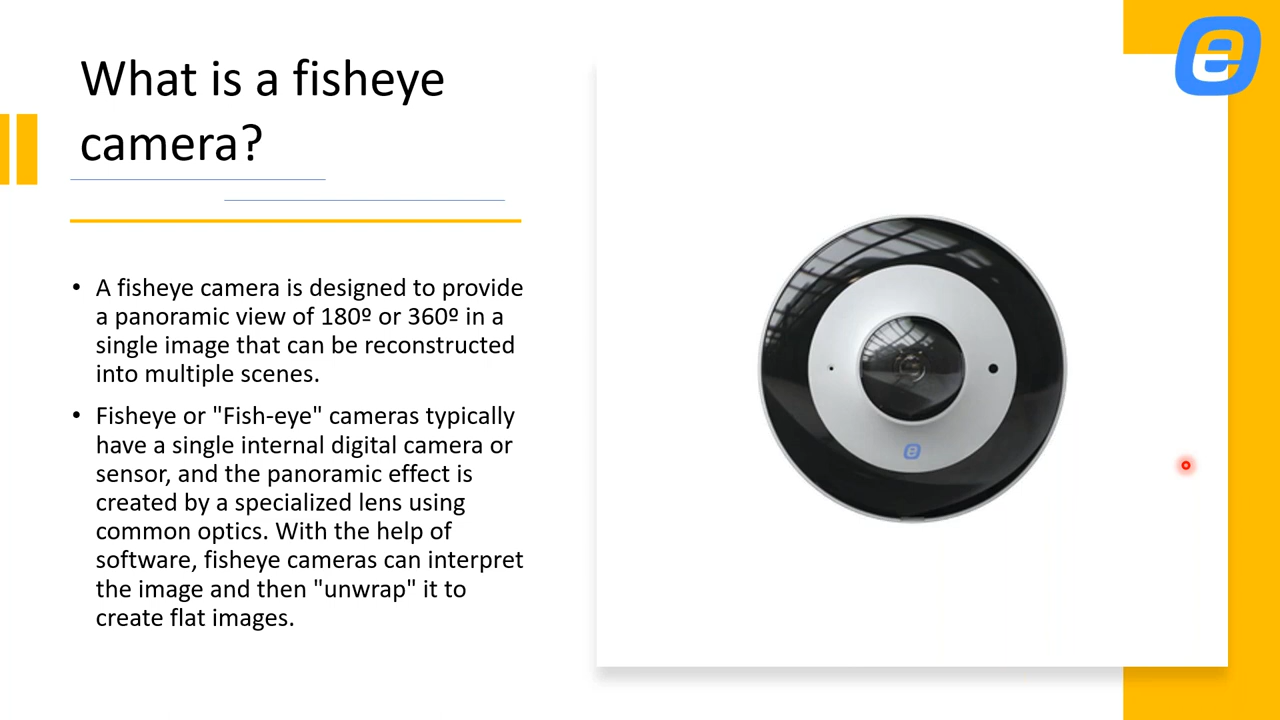 What is a fisheye
camera?
• A fisheye camera is designed to provide
a panoramic view of 180º or 360º in a
single image that can be reconstructed
into multiple scenes.
• Fisheye or "Fish-eye" cameras typically
have a single internal digital camera or
sensor, and the panoramic effect is
created by a specialized lens using
common optics. With the help of
software, fisheye cameras can interpret
the image and then "unwrap" it to
create flat images.
e
e